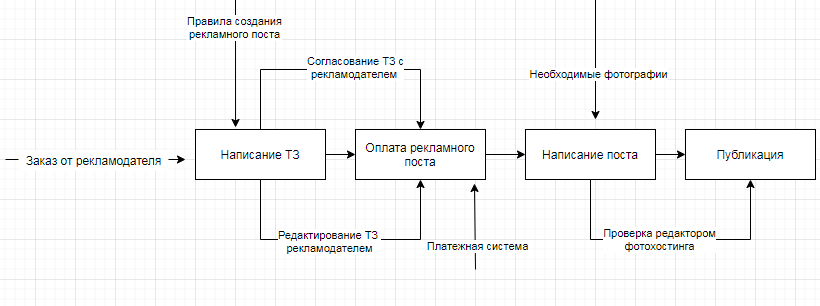 Правила создания
рекламного поста
Согласование ТЗ с
рекламодателем
Необходимые фотографии
Заказ от рекламодателя
Написание ТЗ
Оплата рекламного
поста
Написание поста
Публикация
Редактирование ТЗ
рекламодателем
Платежная система
Проверка редактором
фотохостинга